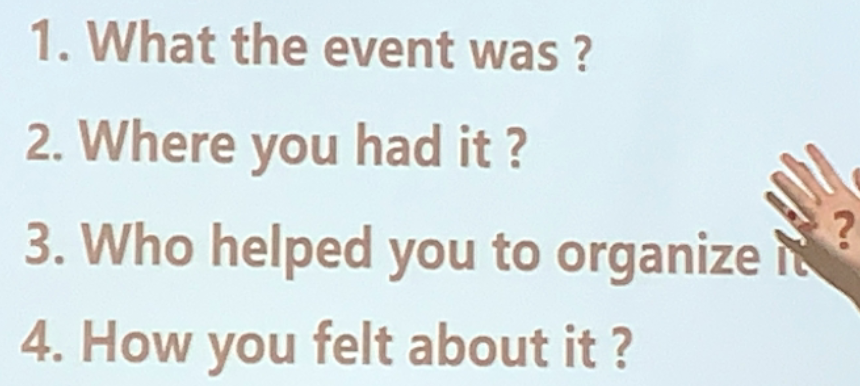 1. What the event was ?
2. Where you had it ?
3. Who helped you to organize it ?
4. How you felt about it ?